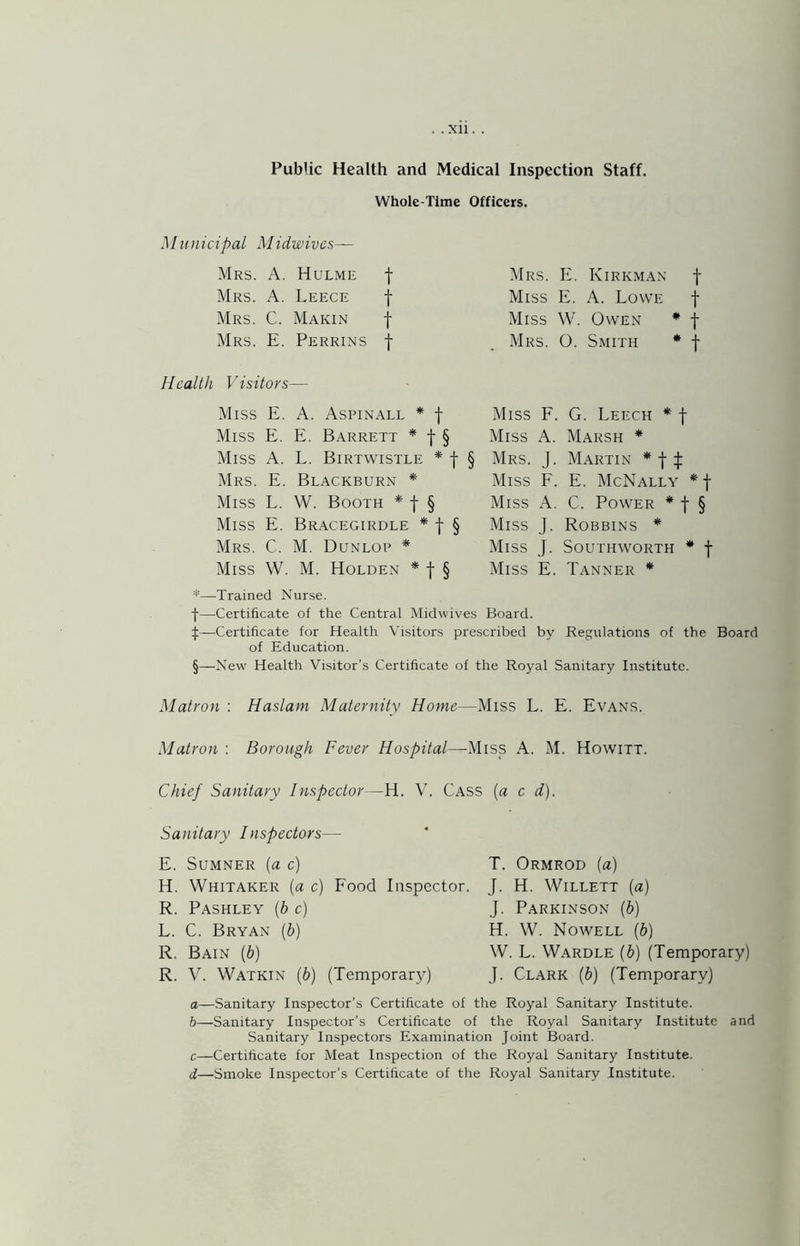 . . xii. .
Public Health and Medical Inspection Staff.
Whole-Time Officers.
Municipal Midwives—
Mrs. A. Hulme †
Mrs. A. Leece †
Mrs. C. Makin †
Mrs. E. Perrins †
Mrs. E. Kirkman †
Miss E. A. Lowe †
Miss W. Owen * †
Mrs. O. Smith * †
Health Visitors—
Miss E. A. Aspinall * †
Miss E. E. Barrett * † §
Miss A. L. Birtwistle * † §
Mrs. E. Blackburn *
Miss L. W. Booth * † §
Miss E. Bracegirdle * † §
Mrs. C. M. Dunlop *
Miss W. M. Holden * † §
Miss F. G. Leech * †
Miss A. Marsh *
Mrs. J. Martin * † ‡
Miss F. E. McNally * †
Miss A. C. Power * † §
Miss J. Robbins *
Miss J. Southworth * †
Miss E. Tanner *
*—Trained Nurse.
†—Certificate of the Central Midwives Board.
‡—Certificate for Health Visitors prescribed by Regulations of the Board
of Education.
§—New Health Visitor's Certificate of the Royal Sanitary Institute.
Matron : Haslam Maternity Home—Miss L. E. Evans.
Matron : Borough Fever Hospital—Miss A. M. Howitt.
Chief Sanitary Inspector—H. V. Cass (a c d).
Sanitary Inspectors—
E. Sumner (a c)
H. Whitaker (a c) Food Inspector.
R. Pashley (b c)
L. C. Bryan (b)
R. Bain (b)
R. V. Watkin (b) (Temporary)
T. Ormrod (a)
J. H. Willett (a)
J. Parkinson (b)
H. W. Nowell (b)
W. L. Wardle (b) (Temporary)
J. Clark (b) (Temporary)
a—Sanitary Inspector's Certificate of the Royal Sanitary Institute.
b—Sanitary Inspector's Certificate of the Royal Sanitary Institute and
Sanitary Inspectors Examination Joint Board.
c—Certificate for Meat Inspection of the Royal Sanitary Institute.
d—Smoke Inspector's Certificate of the Royal Sanitary Institute.